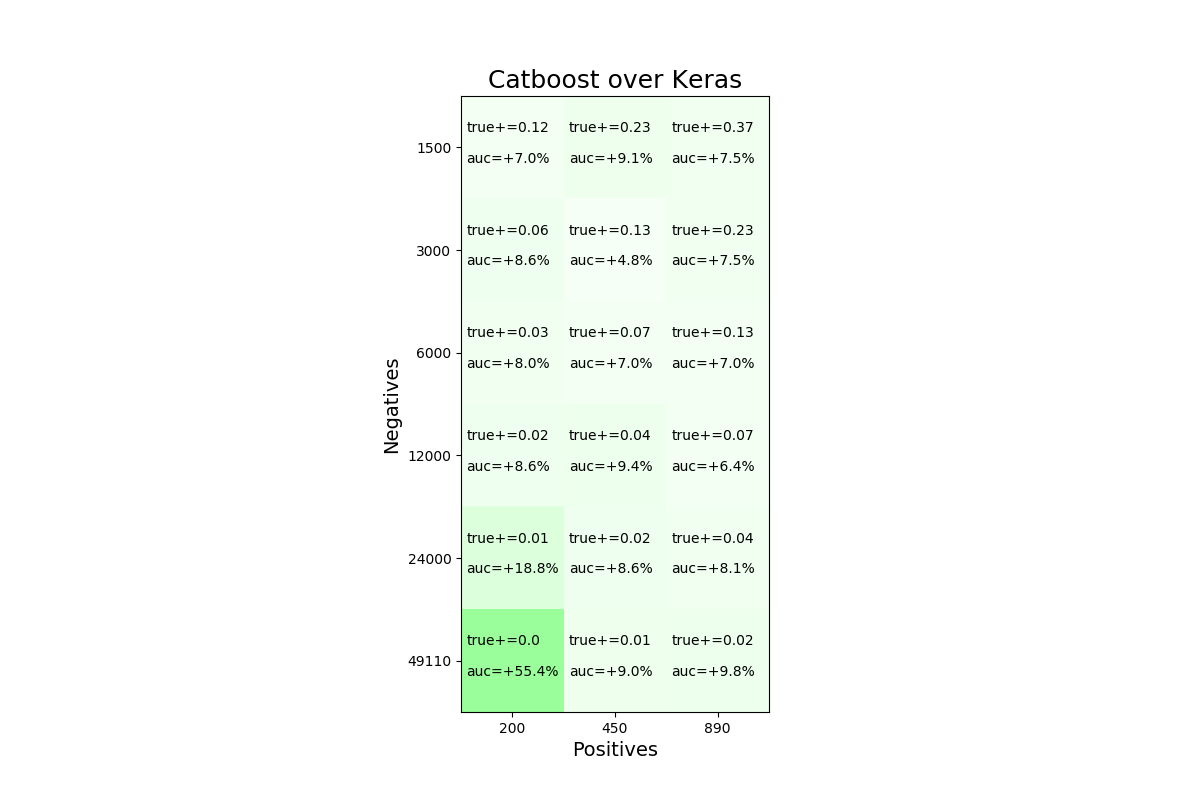 Catboost over Keras
true+=0.12 true+=0.23 true+=0.37
1500
auc=+7.0% auc=+9.1% auc=+7.5%
true+=0.06 true+=0.13 true+=0.23
3000
auc=+8.6% auc=+4.8% auc=+7.5%
true+=0.03 true+=0.07 true+=0.13
6000
auc=+8.0% auc=+7.0% auc=+7.0%
Negatives
true+=0.02 true+=0.04 true+=0.07
12000
auc=+8.6% auc=+9.4% auc=+6.4%
true+=0.01 true+=0.02 true+=0.04
24000
auc=+18.8% auc=+8.6% auc=+8.1%
true+=0.0 true+=0.01 true+=0.02
49110
auc=+55.4% auc=+9.0% auc=+9.8%
200 450 890
Positives